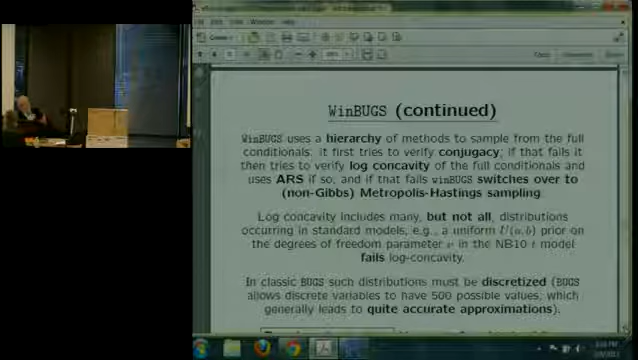 WinBUGS (continued)
WinBUGS uses a hierarchy of methods to sample from the full
conditionals: it first tries to verify conjugacy; if that fails it
then tries to verify log concavity of the full conditionals and
uses ARS if so; and if that fails WinBUGS switches over to
(non-Gibbs) Metropolis-Hastings sampling.
Log concavity includes many, but not all, distributions
occurring in standard models, e.g., a uniform U(a, b) prior on
the degrees of freedom parameter ν in the NB10 t model
fails log-concavity.
In classic BUGS such distributions must be discretized (BUGS
allows discrete variables to have 500 possible values, which
generally leads to quite accurate approximations).